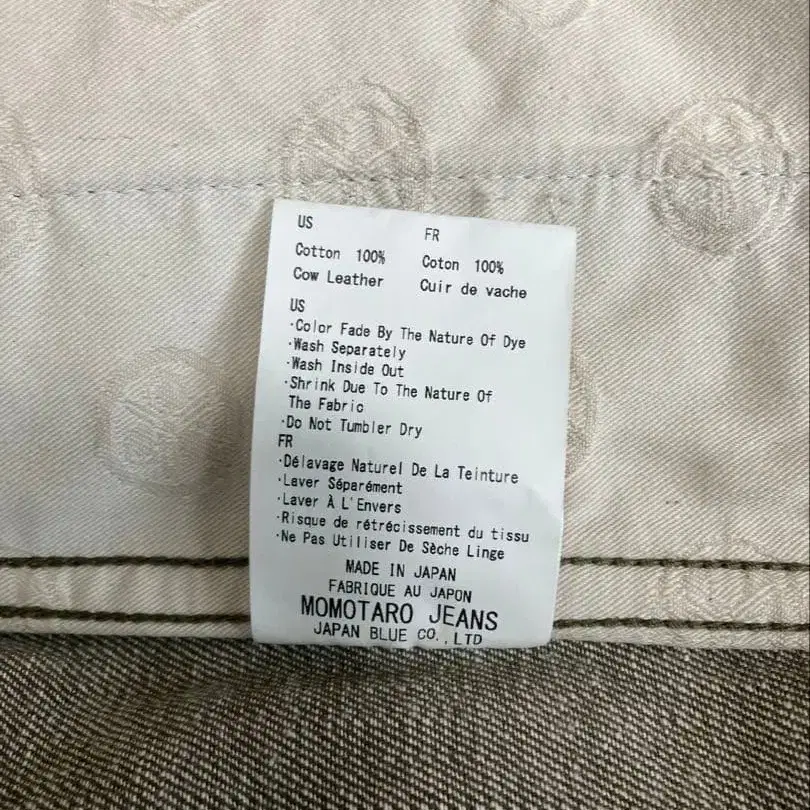 US FR
Cotton 100% Coton 100%
Cow Leather Cuir de vache
US
·Color Fade By The Nature Of Dye
·Wash Separately
·Wash Inside Out
·Shrink Due To The Nature Of
The Fabric
·Do Not Tumbler Dry
FR
·Délavage Naturel De La Teinture
·Laver Séparément
·Laver À L'Envers
·Risque de rétrécissement du tissu
·Ne Pas Utiliser De Sèche Linge
MADE IN JAPAN
FABRIQUE AU JAPON
MOMOTARO JEANS
JAPAN BLUE CO.,LTD